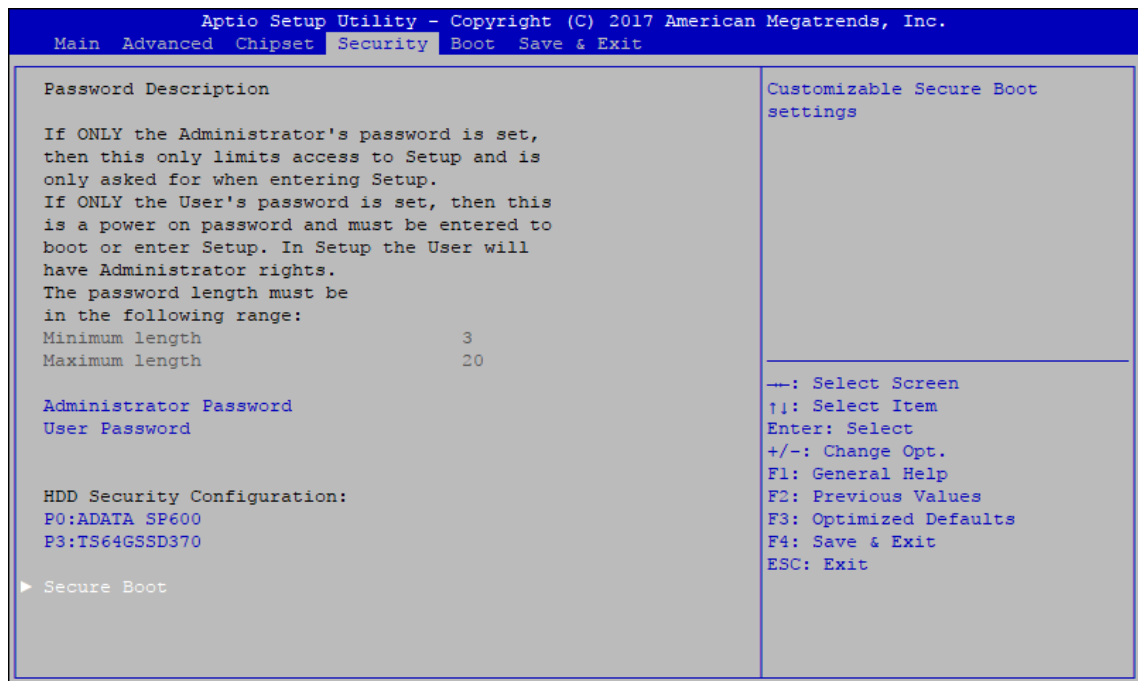 Aptio Setup Utility – Copyright (C) 2017 American Megatrends, Inc.
Main Advanced Chipset Security Boot Save & Exit
Password Description
If ONLY the Administrator's password is set,
then this only limits access to Setup and is
only asked for when entering Setup.
If ONLY the User's password is set, then this
is a power on password and must be entered to
boot or enter Setup. In Setup the User will
have Administrator rights.
The password length must be
in the following range:
Minimum length 3
Maximum length 20
Administrator Password
User Password
HDD Security Configuration:
P0:ADATA SP600
P3:TS64GSSD370
► Secure Boot
Customizable Secure Boot
settings
→←: Select Screen
↑↓: Select Item
Enter: Select
+/-: Change Opt.
F1: General Help
F2: Previous Values
F3: Optimized Defaults
F4: Save & Exit
ESC: Exit